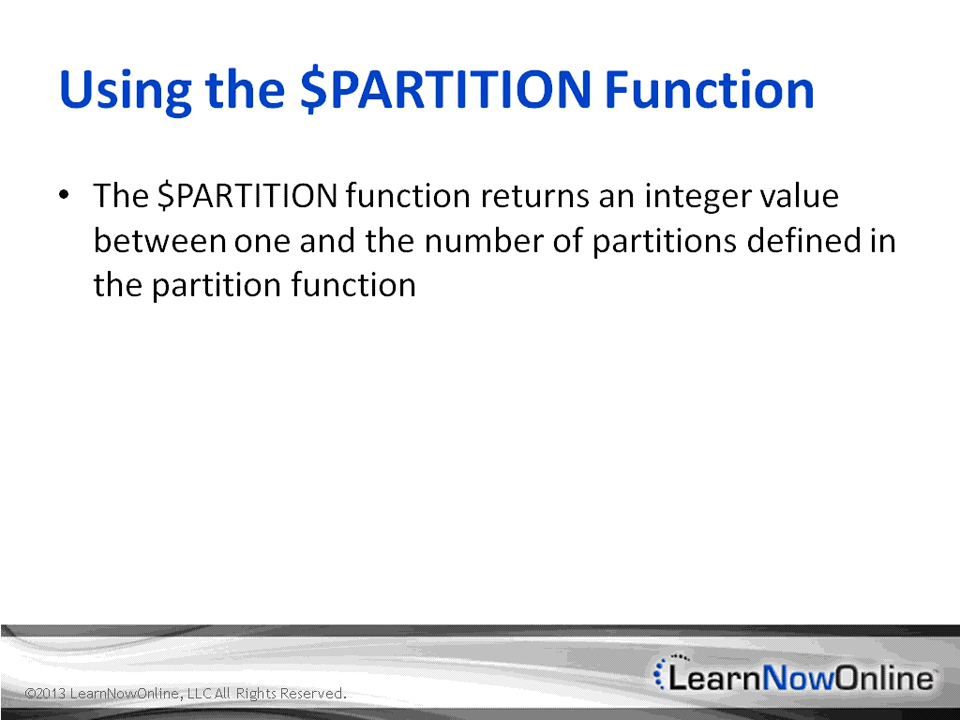 Using the $PARTITION Function
• The $PARTITION function returns an integer value
between one and the number of partitions defined in
the partition function
©2013 LearnNowOnline, LLC All Rights Reserved.
LearnNowOnline